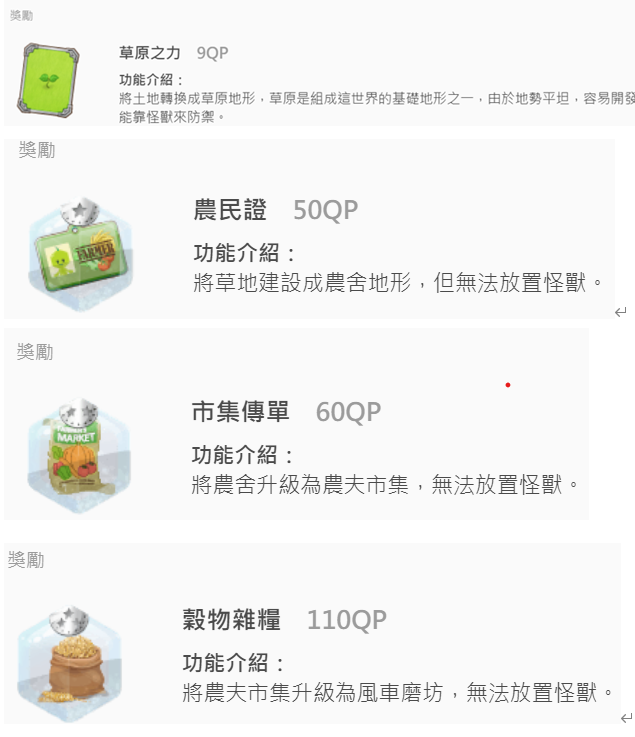 獎勵
草原之力 9QP
功能介紹：
將土地轉換成草原地形，草原是組成這世界的基礎地形之一，由於地勢平坦，容易開發
能靠怪獸來防禦。
獎勵
農民證 50QP
FARMER
功能介紹：
將草地建設成農舍地形，但無法放置怪獸。
獎勵
市集傳單 60QP
MARKET
功能介紹：
將農舍升級為農夫市集，無法放置怪獸。
獎勵
穀物雜糧 110QP
功能介紹：
將農夫市集升級為風車磨坊，無法放置怪獸。